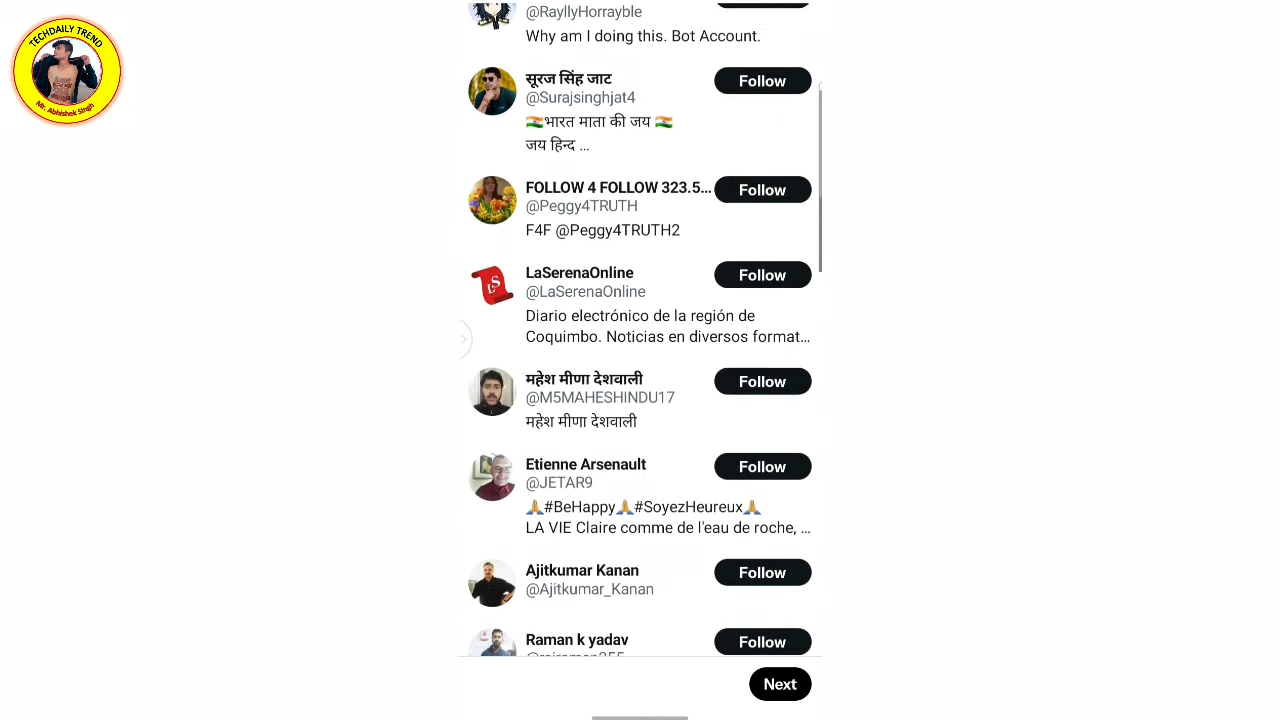 TECHDAILY TREND
Mr. Abhishek Singh
@RayllyHorrayble
Why am I doing this. Bot Account.
सूरज सिंह जाट
Follow
@Surajsinghjat4
🇮🇳भारत माता की जय 🇮🇳
जय हिन्द ...
FOLLOW 4 FOLLOW 323.5...
Follow
@Peggy4TRUTH
F4F @Peggy4TRUTH2
LaSerenaOnline
Follow
@LaSerenaOnline
Diario electrónico de la región de
Coquimbo. Noticias en diversos format...
महेश मीणा देशवाली
Follow
@M5MAHESHINDU17
महेश मीणा देशवाली
Etienne Arsenault
Follow
@JETAR9
🙏#BeHappy🙏#SoyezHeureux🙏
LA VIE Claire comme de l'eau de roche, ...
Ajitkumar Kanan
Follow
@Ajitkumar_Kanan
Raman k yadav
Follow
Next